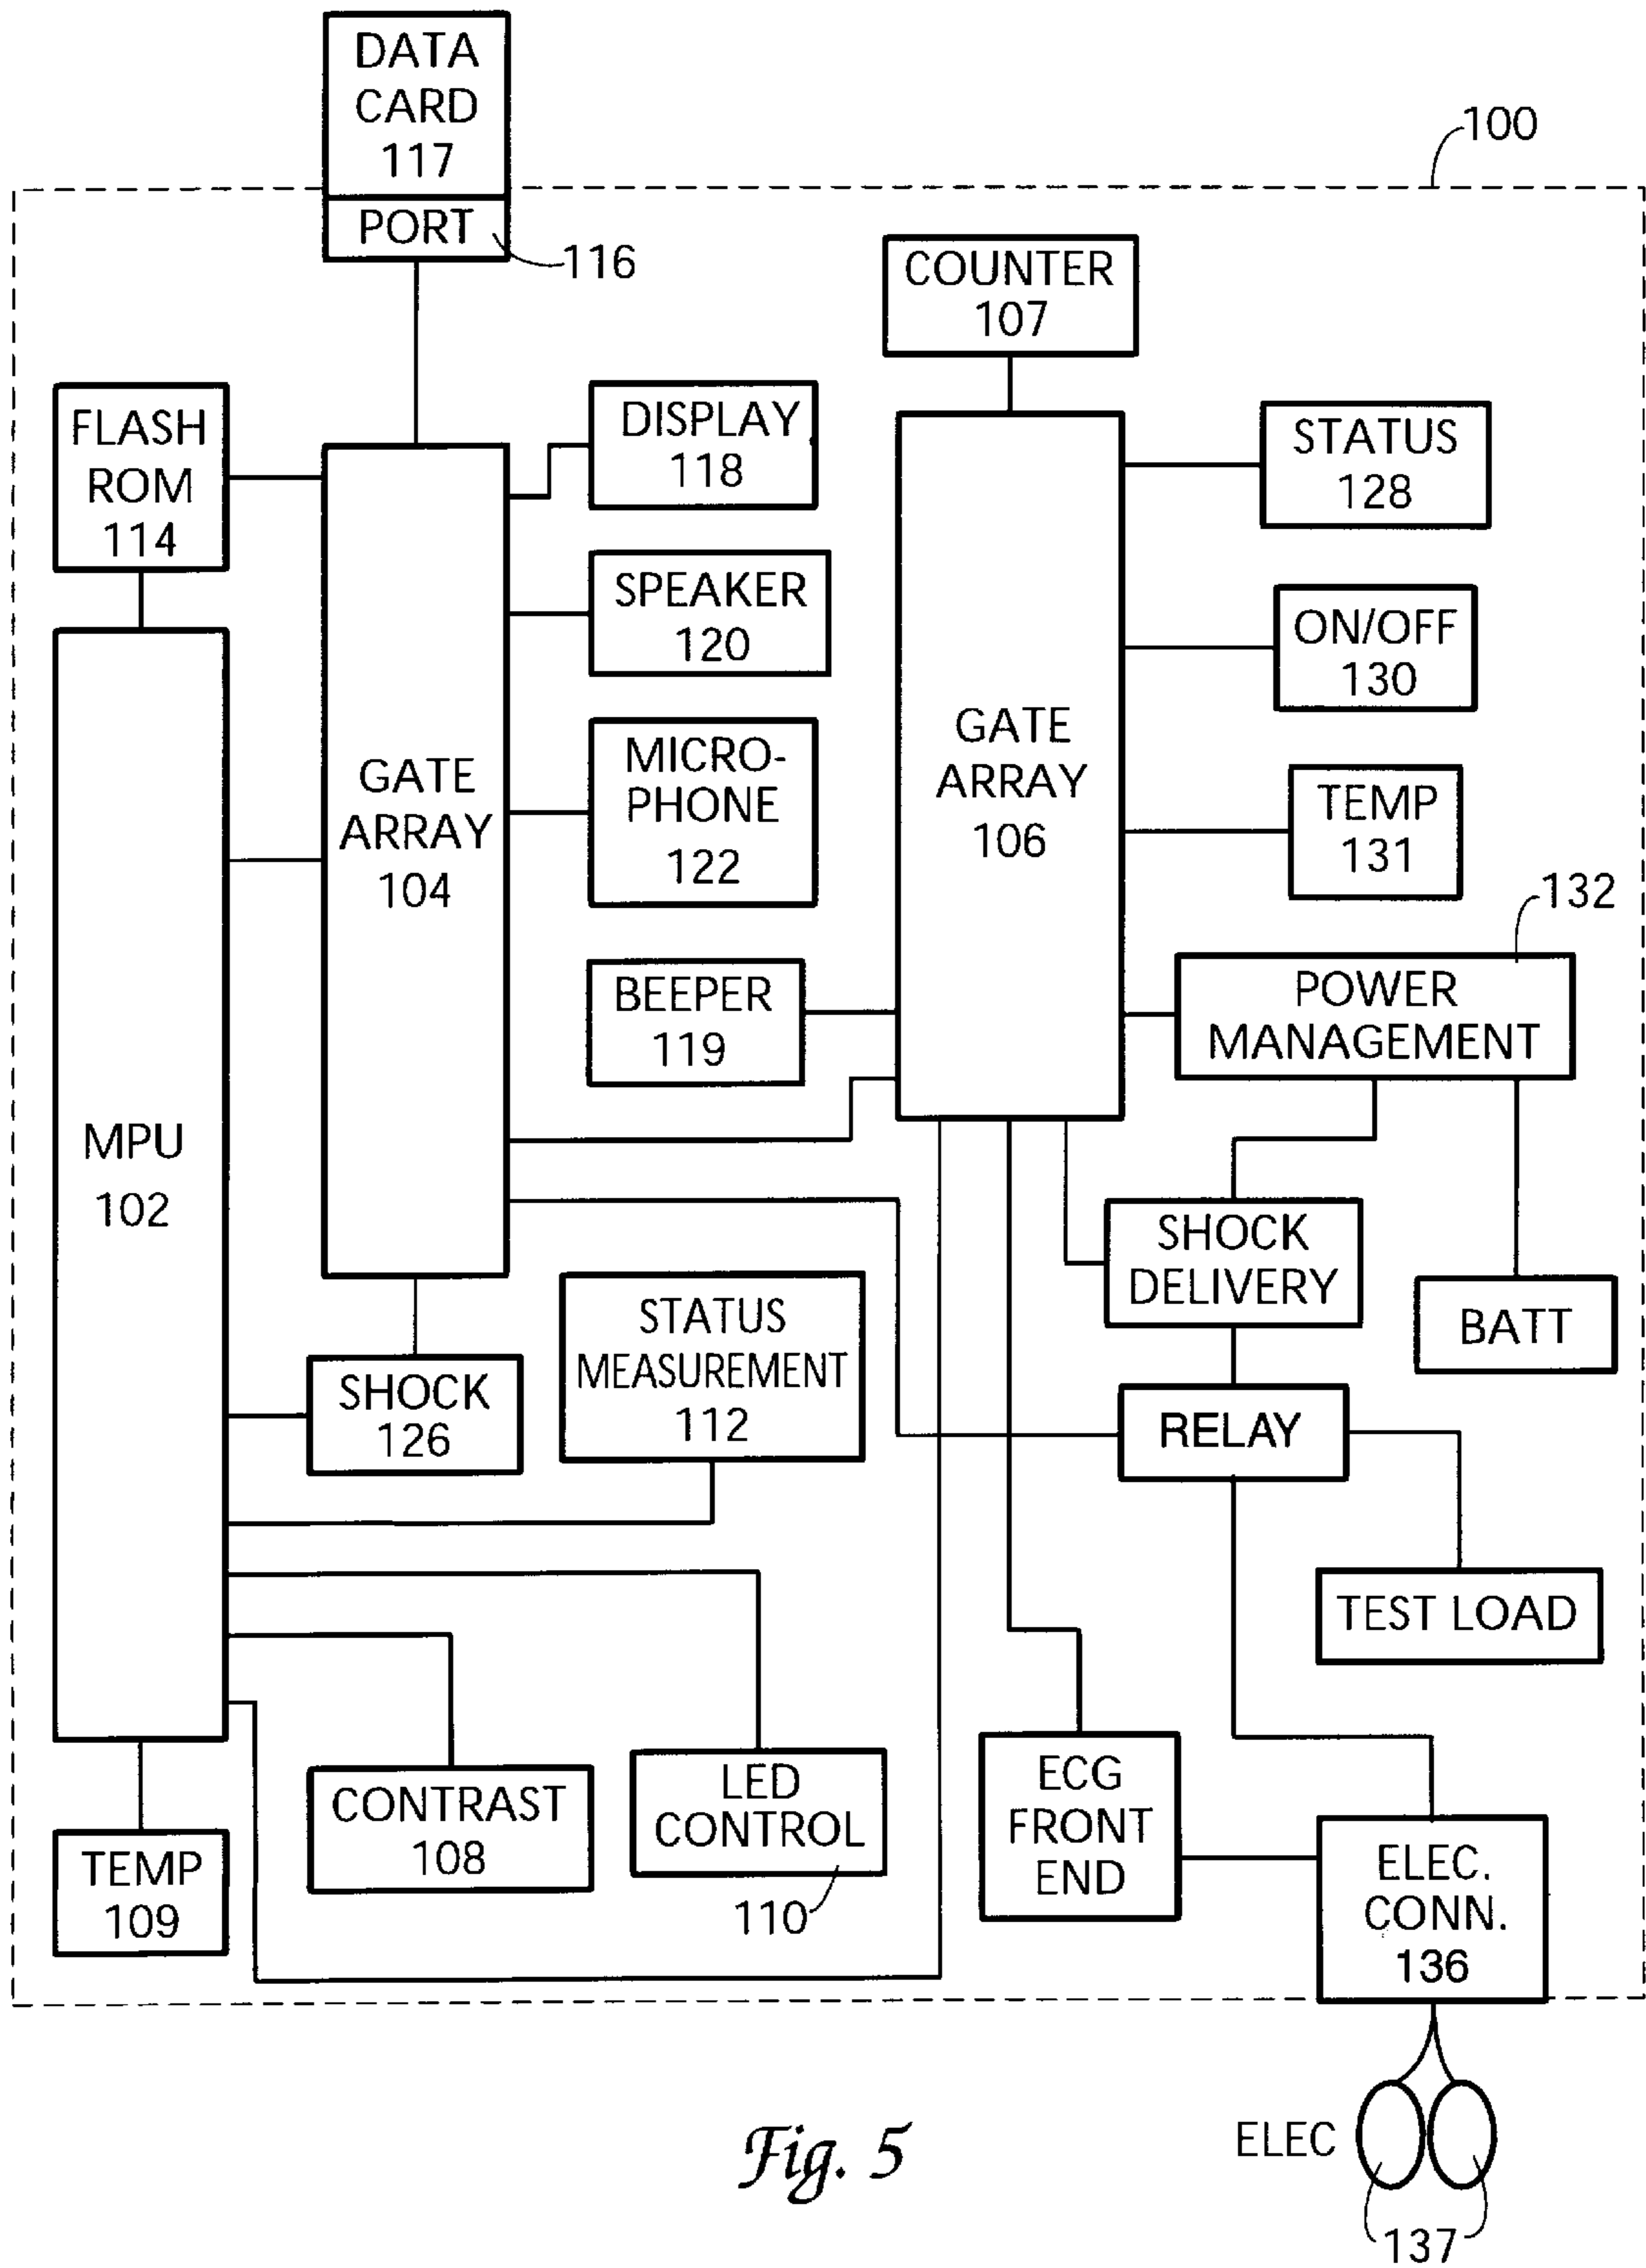 DATA
CARD
117
100
PORT
116
COUNTER
107
FLASH
ROM
114
DISPLAY
118
STATUS
128
SPEAKER
120
ON/OFF
130
MICRO-
PHONE
122
GATE
ARRAY
104
GATE
ARRAY
106
TEMP
131
132
BEEPER
119
POWER
MANAGEMENT
MPU
102
SHOCK
DELIVERY
BATT
STATUS
MEASUREMENT
112
SHOCK
126
RELAY
TEST LOAD
CONTRAST
108
LED
CONTROL
110
ECG
FRONT
END
TEMP
109
ELEC.
CONN.
136
ELEC
137
Fig. 5